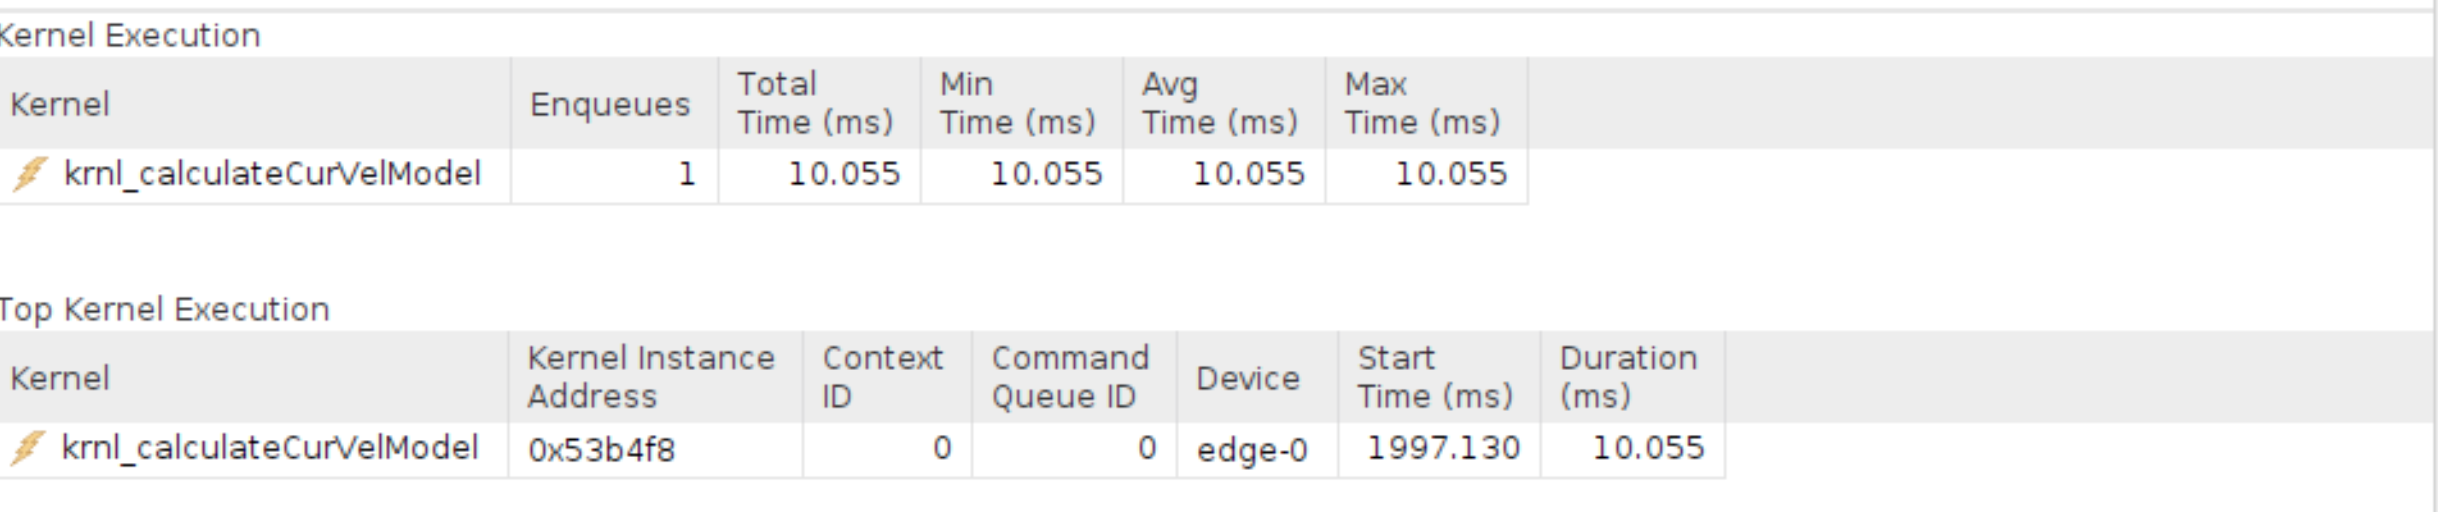 Kernel Execution
Kernel Enqueues Total Time (ms) Min Time (ms) Avg Time (ms) Max Time (ms)
krnl_calculateCurVelModel 1 10.055 10.055 10.055 10.055
Top Kernel Execution
Kernel Kernel Instance Address Context ID Command Queue ID Device Start Time (ms) Duration (ms)
krnl_calculateCurVelModel 0x53b4f8 0 0 edge-0 1997.130 10.055